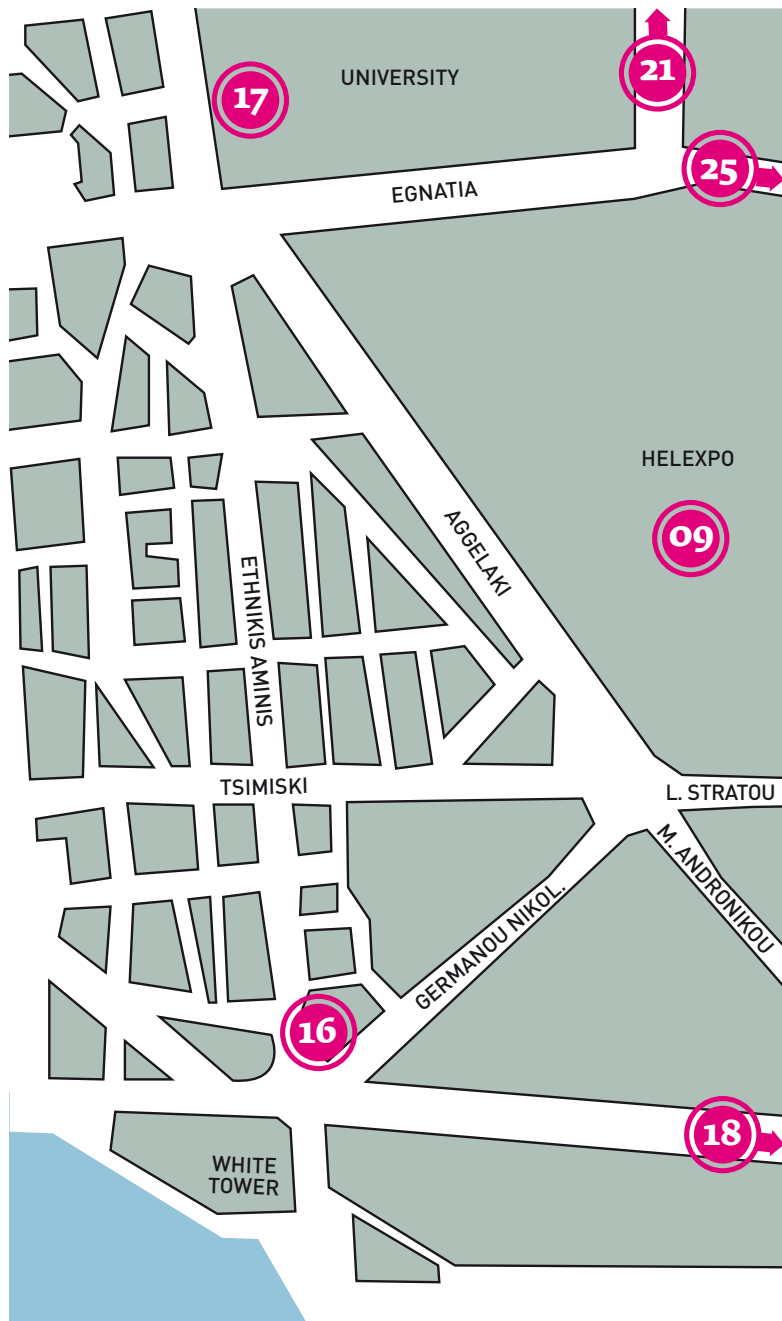 17
UNIVERSITY
21
25
EGNATIA
HELEXPO
09
AGGELAKI
ETHNIKIS AMINIS
TSIMISKI
L. STRATOU
M. ANDRONIKOU
GERMANOU NIKOL.
16
18
WHITE
TOWER